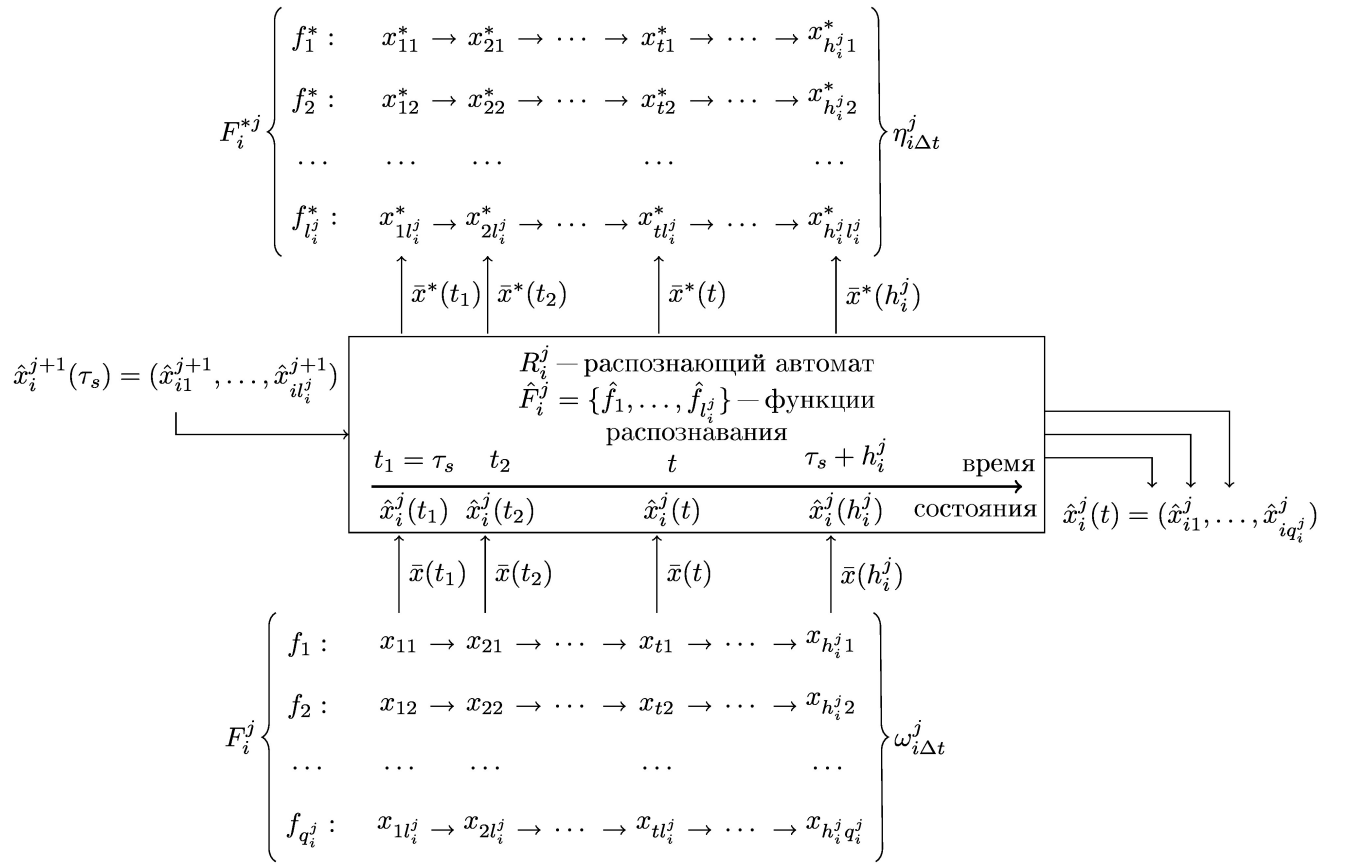 f_1^* : x_{11}^* → x_{21}^* → ⋯ → x_{t1}^* → ⋯ → x_{h_i^j 1}^*
f_2^* : x_{12}^* → x_{22}^* → ⋯ → x_{t2}^* → ⋯ → x_{h_i^j 2}^*
F_i^{*j} η_{iΔt}^j
⋯ ⋯ ⋯ ⋯ ⋯
f_{l_i^j}^* : x_{1l_i^j}^* → x_{2l_i^j}^* → ⋯ → x_{tl_i^j}^* → ⋯ → x_{h_i^j l_i^j}^*
x̄^*(t_1) x̄^*(t_2) x̄^*(t) x̄^*(h_i^j)
x̂_i^{j+1}(τ_s) = (x̂_{i1}^{j+1}, …, x̂_{il_i^j}^{j+1})
R_i^j — распознающий автомат
F̂_i^j = {f̂_1, …, f̂_{l_i^j}} — функции
распознавания
t_1 = τ_s t_2 t τ_s + h_i^j время
x̂_i^j(t_1) x̂_i^j(t_2) x̂_i^j(t) x̂_i^j(h_i^j) состояния
x̂_i^j(t) = (x̂_{i1}^j, …, x̂_{iq_i^j}^j)
x̄(t_1) x̄(t_2) x̄(t) x̄(h_i^j)
f_1 : x_{11} → x_{21} → ⋯ → x_{t1} → ⋯ → x_{h_i^j 1}
f_2 : x_{12} → x_{22} → ⋯ → x_{t2} → ⋯ → x_{h_i^j 2}
F_i^j ω_{iΔt}^j
⋯ ⋯ ⋯ ⋯ ⋯
f_{q_i^j} : x_{1l_i^j} → x_{2l_i^j} → ⋯ → x_{tl_i^j} → ⋯ → x_{h_i^j q_i^j}